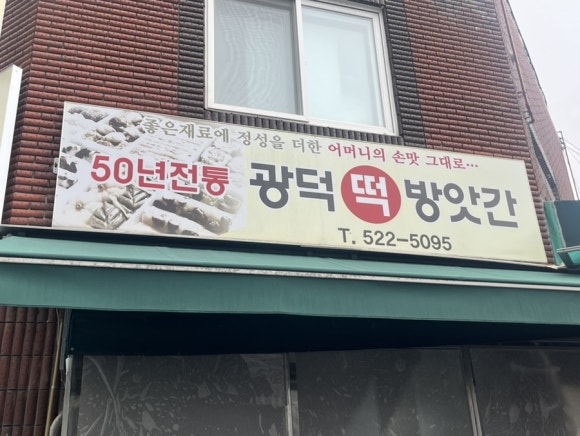 좋은재료에 정성을 더한 어머니의 손맛 그대로…
50년전통 광덕 떡 방앗간
T. 522-5095